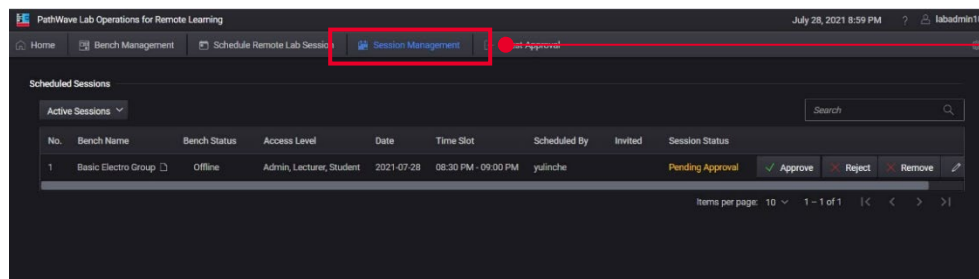 PathWave Lab Operations for Remote Learning July 28, 2021 8:59 PM ? labadmin10
Home Bench Management Schedule Remote Lab Session Session Management Approval
Scheduled Sessions
Active Sessions Search
No. Bench Name Bench Status Access Level Date Time Slot Scheduled By Invited Session Status
1 Basic Electro Group Offline Admin, Lecturer, Student 2021-07-28 08:30 PM - 09:00 PM yulinche Pending Approval Approve Reject Remove
Items per page: 10 1 – 1 of 1